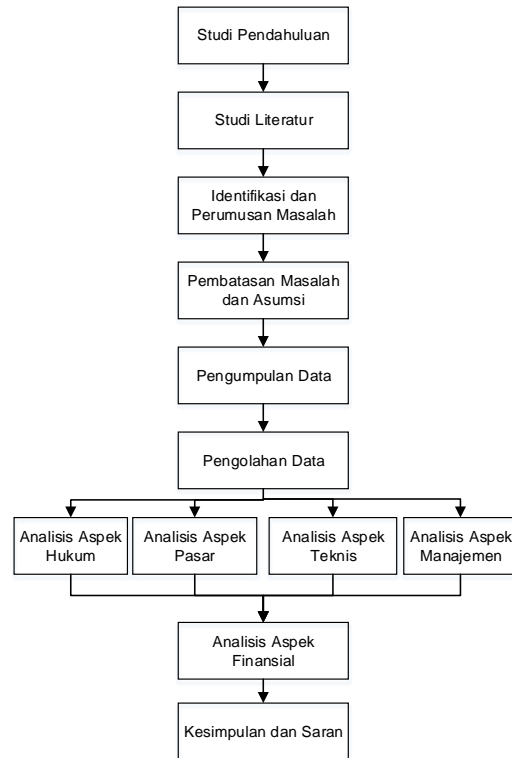 Studi Pendahuluan
Studi Literatur
Identifikasi dan
Perumusan Masalah
Pembatasan Masalah
dan Asumsi
Pengumpulan Data
Pengolahan Data
Analisis Aspek
Hukum
Analisis Aspek
Pasar
Analisis Aspek
Teknis
Analisis Aspek
Manajemen
Analisis Aspek
Finansial
Kesimpulan dan Saran